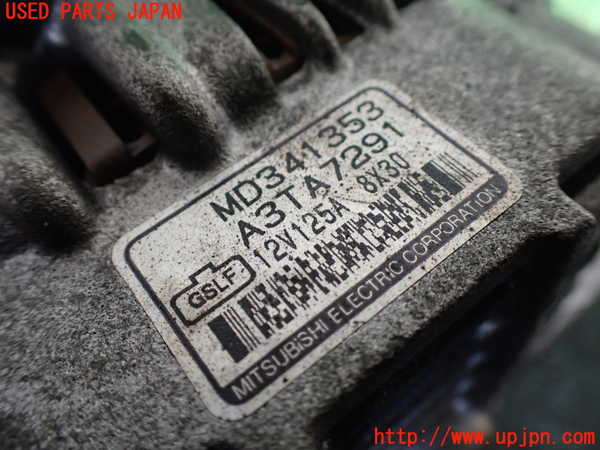 USED PARTS JAPAN
MD341353
A3TA7291
12V125A 8X30
GSLF
MITSUBISHI ELECTRIC CORPORATION
http://www.upjpn.com/